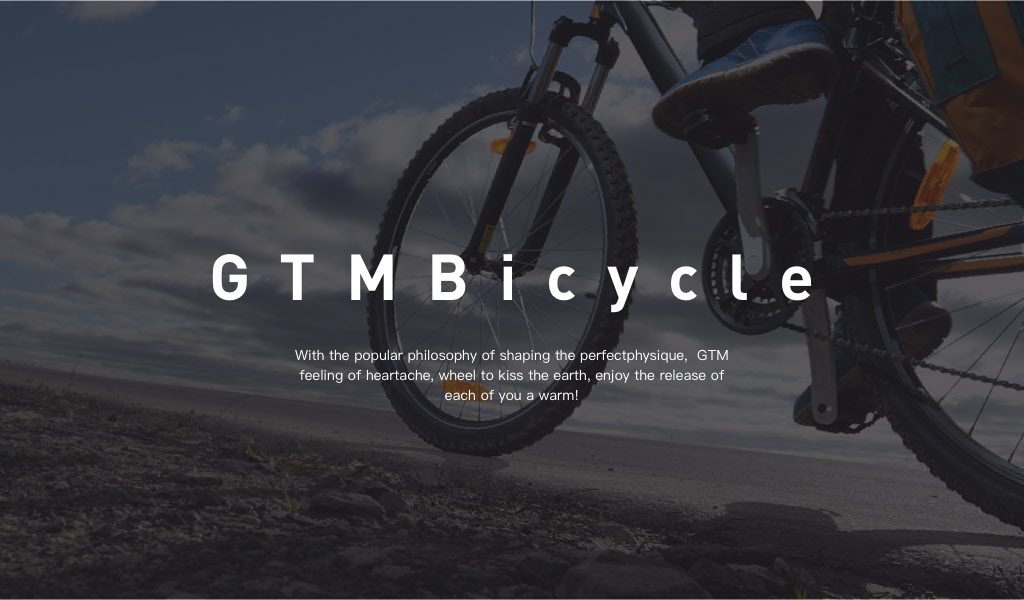 GTMBicycle
With the popular philosophy of shaping the perfectphysique, GTM
feeling of heartache, wheel to kiss the earth, enjoy the release of
each of you a warm!